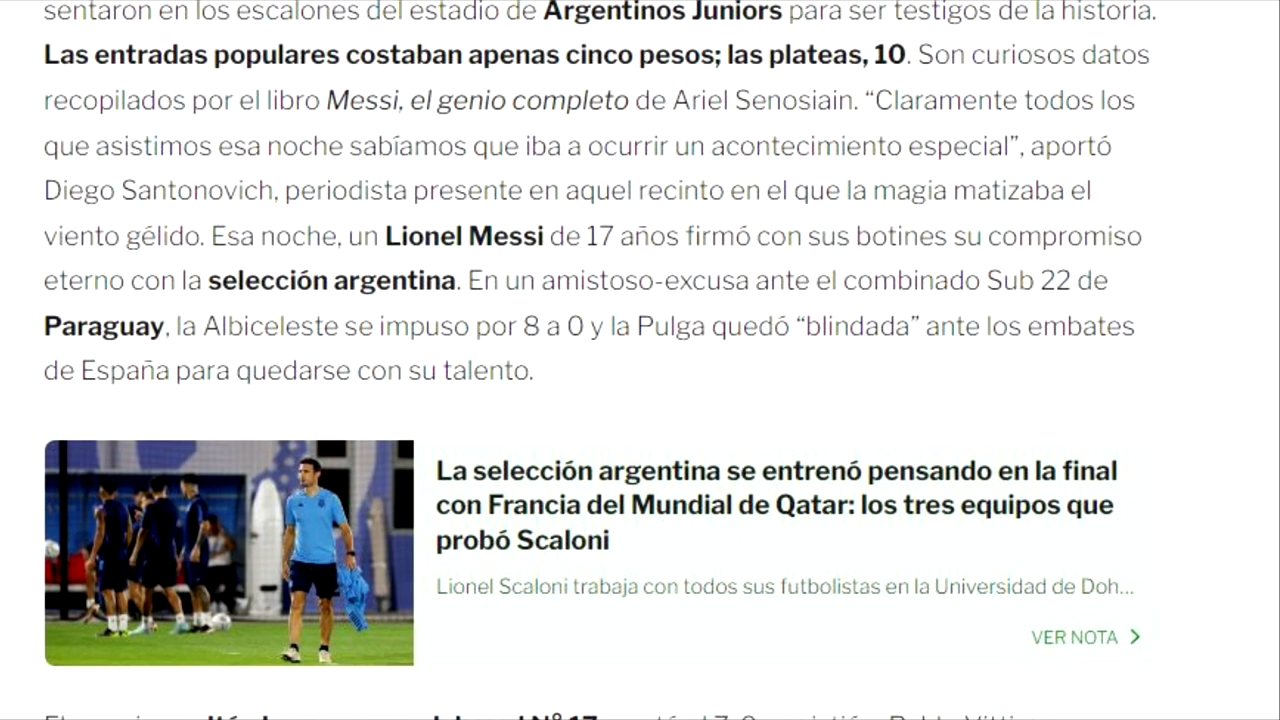 sentaron en los escalones del estadio de Argentinos Juniors para ser testigos de la historia.
Las entradas populares costaban apenas cinco pesos; las plateas, 10. Son curiosos datos
recopilados por el libro Messi, el genio completo de Ariel Senosiain. “Claramente todos los
que asistimos esa noche sabíamos que iba a ocurrir un acontecimiento especial”, aportó
Diego Santonovich, periodista presente en aquel recinto en el que la magia matizaba el
viento gélido. Esa noche, un Lionel Messi de 17 años firmó con sus botines su compromiso
eterno con la selección argentina. En un amistoso-excusa ante el combinado Sub 22 de
Paraguay, la Albiceleste se impuso por 8 a 0 y la Pulga quedó “blindada” ante los embates
de España para quedarse con su talento.
La selección argentina se entrenó pensando en la final
con Francia del Mundial de Qatar: los tres equipos que
probó Scaloni
Lionel Scaloni trabaja con todos sus futbolistas en la Universidad de Doh...
VER NOTA